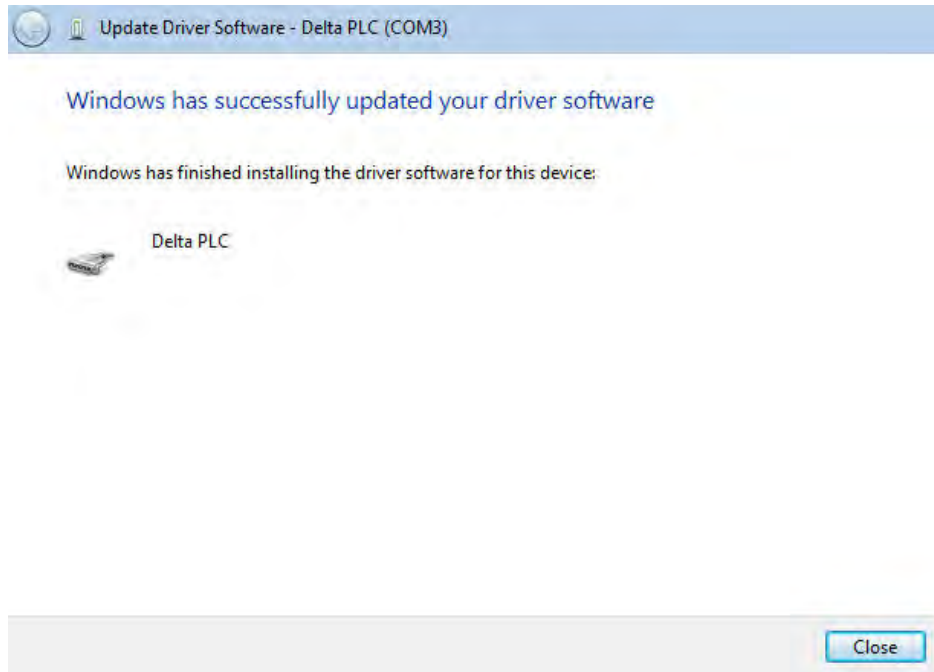 Update Driver Software - Delta PLC (COM3)
Windows has successfully updated your driver software
Windows has finished installing the driver software for this device:
Delta PLC
Close